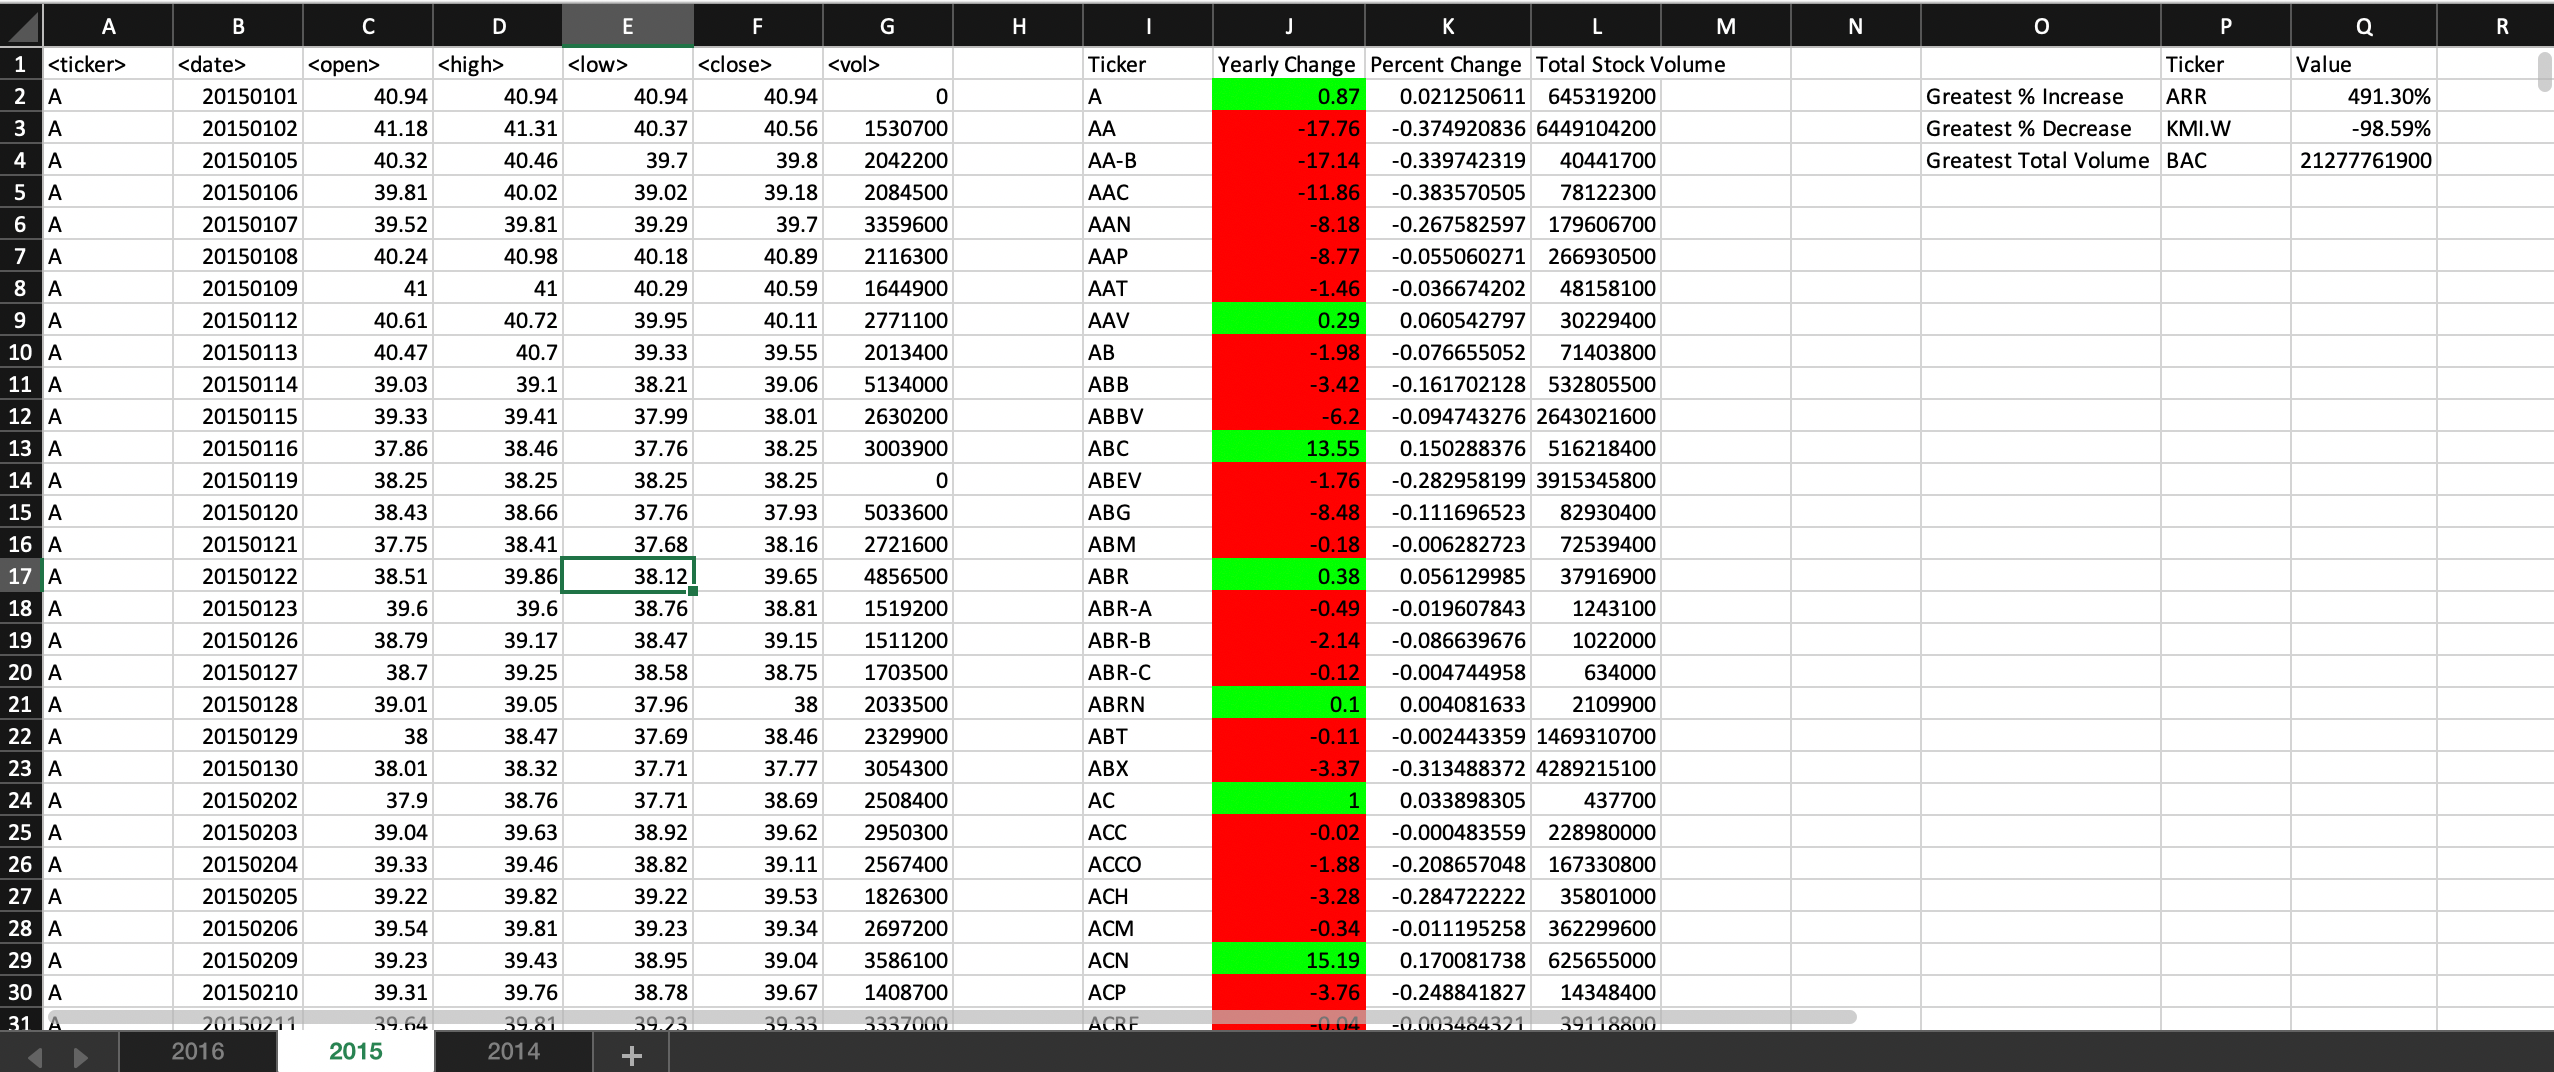 A B C D E F G H I J K L M N O P Q R
1 <ticker> <date> <open> <high> <low> <close> <vol> Ticker Yearly Change Percent Change Total Stock Volume Ticker Value
2 A 20150101 40.94 40.94 40.94 40.94 0 A 0.87 0.021250611 645319200 Greatest % Increase ARR 491.30%
3 A 20150102 41.18 41.31 40.37 40.56 1530700 AA -17.76 -0.374920836 6449104200 Greatest % Decrease KMI.W -98.59%
4 A 20150105 40.32 40.46 39.7 39.8 2042200 AA-B -17.14 -0.339742319 40441700 Greatest Total Volume BAC 21277761900
5 A 20150106 39.81 40.02 39.02 39.18 2084500 AAC -11.86 -0.383570505 78122300
6 A 20150107 39.52 39.81 39.29 39.7 3359600 AAN -8.18 -0.267582597 179606700
7 A 20150108 40.24 40.98 40.18 40.89 2116300 AAP -8.77 -0.055060271 266930500
8 A 20150109 41 41 40.29 40.59 1644900 AAT -1.46 -0.036674202 48158100
9 A 20150112 40.61 40.72 39.95 40.11 2771100 AAV 0.29 0.060542797 30229400
10 A 20150113 40.47 40.7 39.33 39.55 2013400 AB -1.98 -0.076655052 71403800
11 A 20150114 39.03 39.1 38.21 39.06 5134000 ABB -3.42 -0.161702128 532805500
12 A 20150115 39.33 39.41 37.99 38.01 2630200 ABBV -6.2 -0.094743276 2643021600
13 A 20150116 37.86 38.46 37.76 38.25 3003900 ABC 13.55 0.150288376 516218400
14 A 20150119 38.25 38.25 38.25 38.25 0 ABEV -1.76 -0.282958199 3915345800
15 A 20150120 38.43 38.66 37.76 37.93 5033600 ABG -8.48 -0.111696523 82930400
16 A 20150121 37.75 38.41 37.68 38.16 2721600 ABM -0.18 -0.006282723 72539400
17 A 20150122 38.51 39.86 38.12 39.65 4856500 ABR 0.38 0.056129985 37916900
18 A 20150123 39.6 39.6 38.76 38.81 1519200 ABR-A -0.49 -0.019607843 1243100
19 A 20150126 38.79 39.17 38.47 39.15 1511200 ABR-B -2.14 -0.086639676 1022000
20 A 20150127 38.7 39.25 38.58 38.75 1703500 ABR-C -0.12 -0.004744958 634000
21 A 20150128 39.01 39.05 37.96 38 2033500 ABRN 0.1 0.004081633 2109900
22 A 20150129 38 38.47 37.69 38.46 2329900 ABT -0.11 -0.002443359 1469310700
23 A 20150130 38.01 38.32 37.71 37.77 3054300 ABX -3.37 -0.313488372 4289215100
24 A 20150202 37.9 38.76 37.71 38.69 2508400 AC 1 0.033898305 437700
25 A 20150203 39.04 39.63 38.92 39.62 2950300 ACC -0.02 -0.000483559 228980000
26 A 20150204 39.33 39.46 38.82 39.11 2567400 ACCO -1.88 -0.208657048 167330800
27 A 20150205 39.22 39.82 39.22 39.53 1826300 ACH -3.28 -0.284722222 35801000
28 A 20150206 39.54 39.81 39.23 39.34 2697200 ACM -0.34 -0.011195258 362299600
29 A 20150209 39.23 39.43 38.95 39.04 3586100 ACN 15.19 0.170081738 625655000
30 A 20150210 39.31 39.76 38.78 39.67 1408700 ACP -3.76 -0.248841827 14348400
31 A 20150211 39.64 39.81 39.23 39.33 3337000 ACRE -0.04 -0.003484321 39118800
2016 2015 2014 +